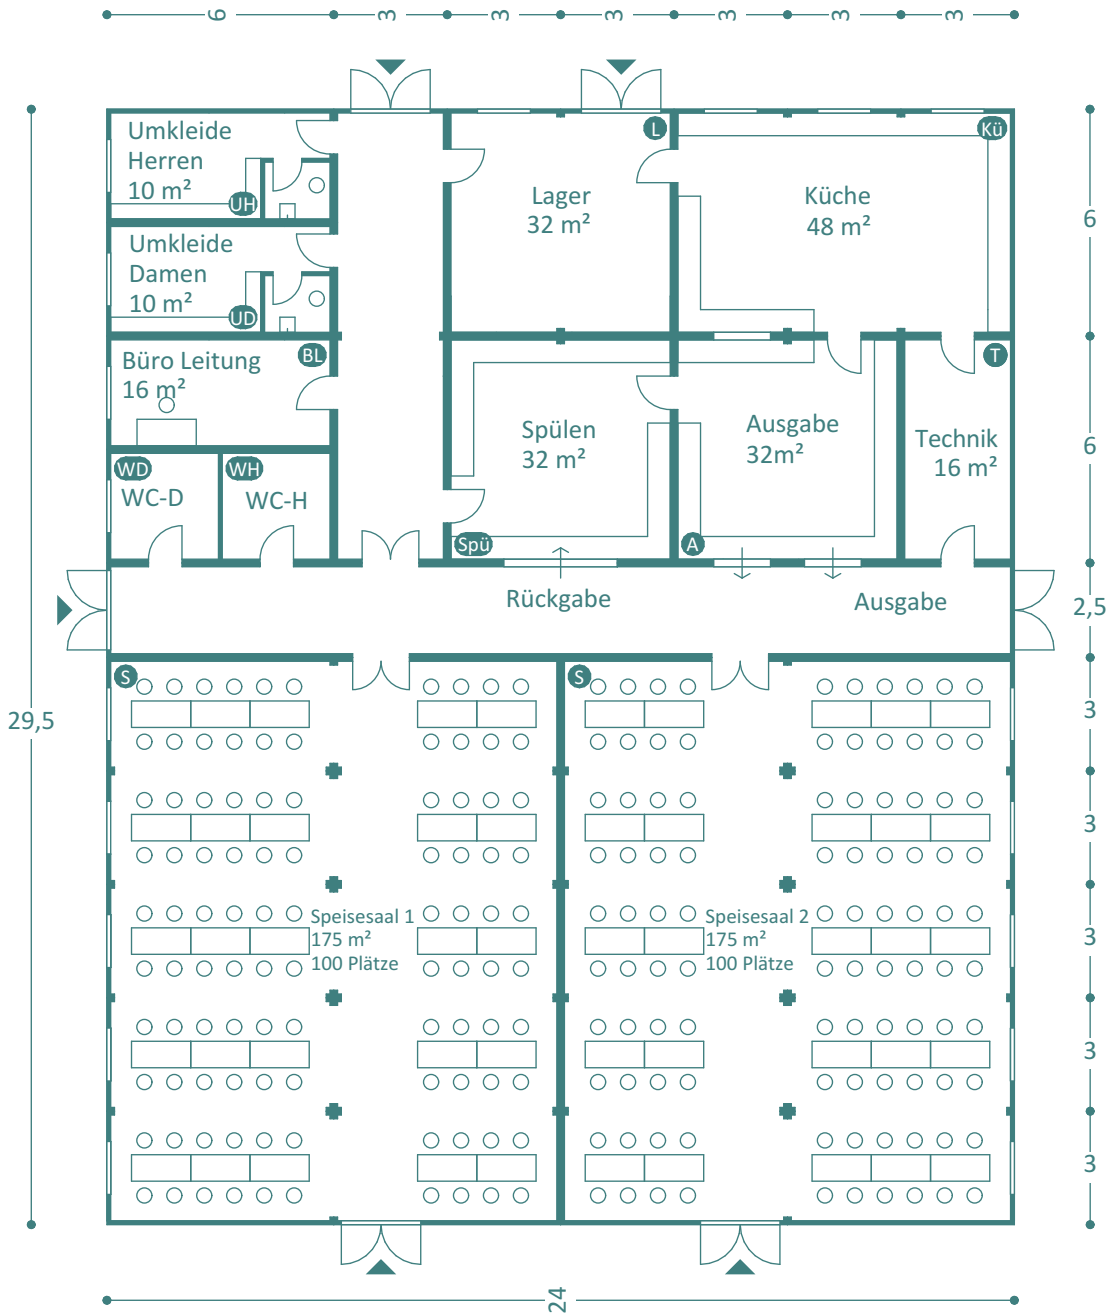 6
3
3
3
3
3
Umkleide
Herren
10 m²
UH
L
Lager
32 m²
Kü
Küche
48 m²
6
Umkleide
Damen
10 m²
UD
BL
Büro Leitung
16 m²
T
Spülen
32 m²
Ausgabe
32m²
Technik
16 m²
6
WD
WC-D
WH
WC-H
Spü
A
Rückgabe
Ausgabe
2,5
S
S
29,5
3
3
Speisesaal 1
175 m²
100 Plätze
Speisesaal 2
175 m²
100 Plätze
3
3
3
24